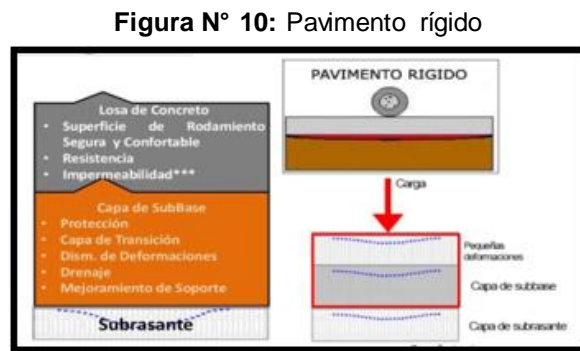 Figura N° 10: Pavimento rígido
Losa de Concreto
• Superficie de Rodamiento
Segura y Confortable
• Resistencia
• Impermeabilidad***
Capa de SubBase
• Protección
• Capa de Transición
• Dism. de Deformaciones
• Drenaje
• Mejoramiento de Soporte
Subrasante
PAVIMENTO RIGIDO
Carga
Pequeñas
deformaciones
Capa de subbase
Capa de subrasante